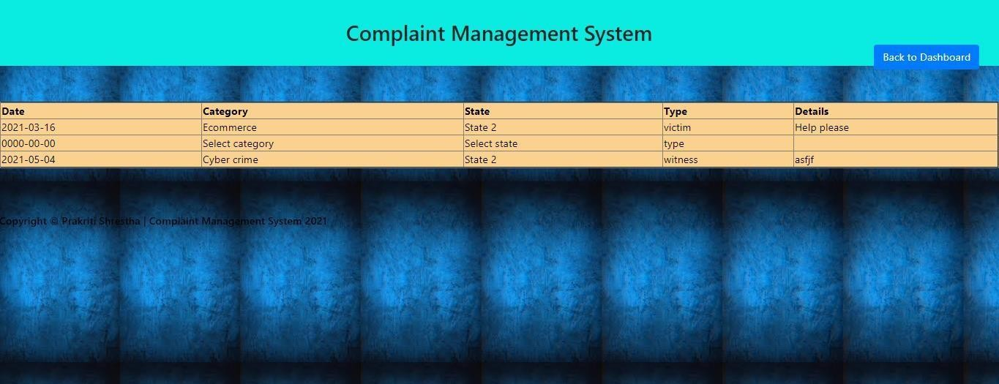 Complaint Management System
Back to Dashboard
Date Category State Type Details
2021-03-16 Ecommerce State 2 victim Help please
0000-00-00 Select category Select state type
2021-05-04 Cyber crime State 2 witness asfjf
Copyright © Prakriti Shrestha | Complaint Management System 2021